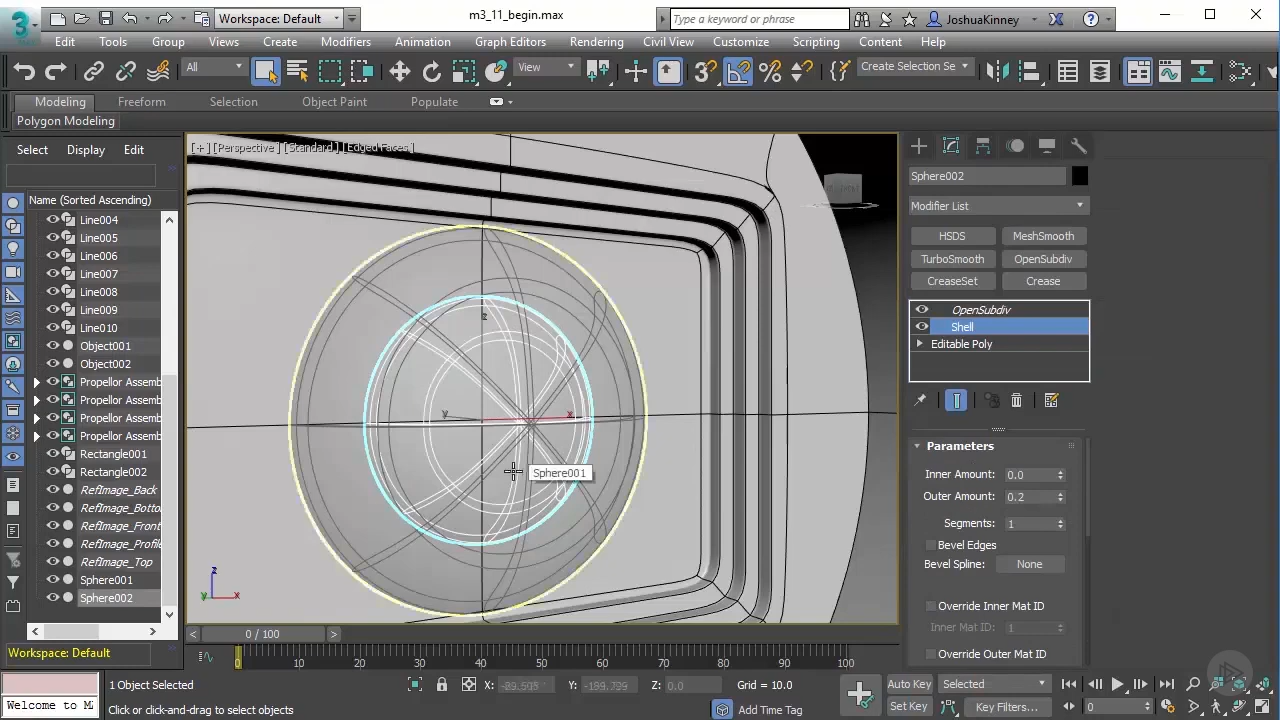 3
Workspace: Default
m3_11_begin.max
Type a keyword or phrase
JoshuaKinney
Edit Tools Group Views Create Modifiers Animation Graph Editors Rendering Civil View Customize Scripting Content Help
All
View
Create Selection Se
Modeling Freeform Selection Object Paint Populate
Polygon Modeling
Select Display Edit
Name (Sorted Ascending)
Line004
Line005
Line006
Line007
Line008
Line009
Line010
Object001
Object002
Propellor Assemb
Propellor Assemb
Propellor Assemb
Propellor Assemb
Rectangle001
Rectangle002
RefImage_Back
RefImage_Botto
RefImage_Front
RefImage_Profile
RefImage_Top
Sphere001
Sphere002
Workspace: Default
[+] [Perspective] [Standard] [Edged Faces]
z
y
x
Sphere001
z
y x
0 / 100
0 10 20 30 40 50 60 70 80 90 100
Sphere002
Modifier List
HSDS MeshSmooth
TurboSmooth OpenSubdiv
CreaseSet Crease
OpenSubdiv
Shell
Editable Poly
Parameters
Inner Amount: 0.0
Outer Amount: 0.2
Segments: 1
Bevel Edges
Bevel Spline: None
Override Inner Mat ID
Inner Mat ID: 1
Override Outer Mat ID
Welcome to M
1 Object Selected
Click or click-and-drag to select objects
X: -89.505 Y: -199.709 Z: 0.0 Grid = 10.0
Add Time Tag
Auto Key Selected
Set Key Key Filters...
0